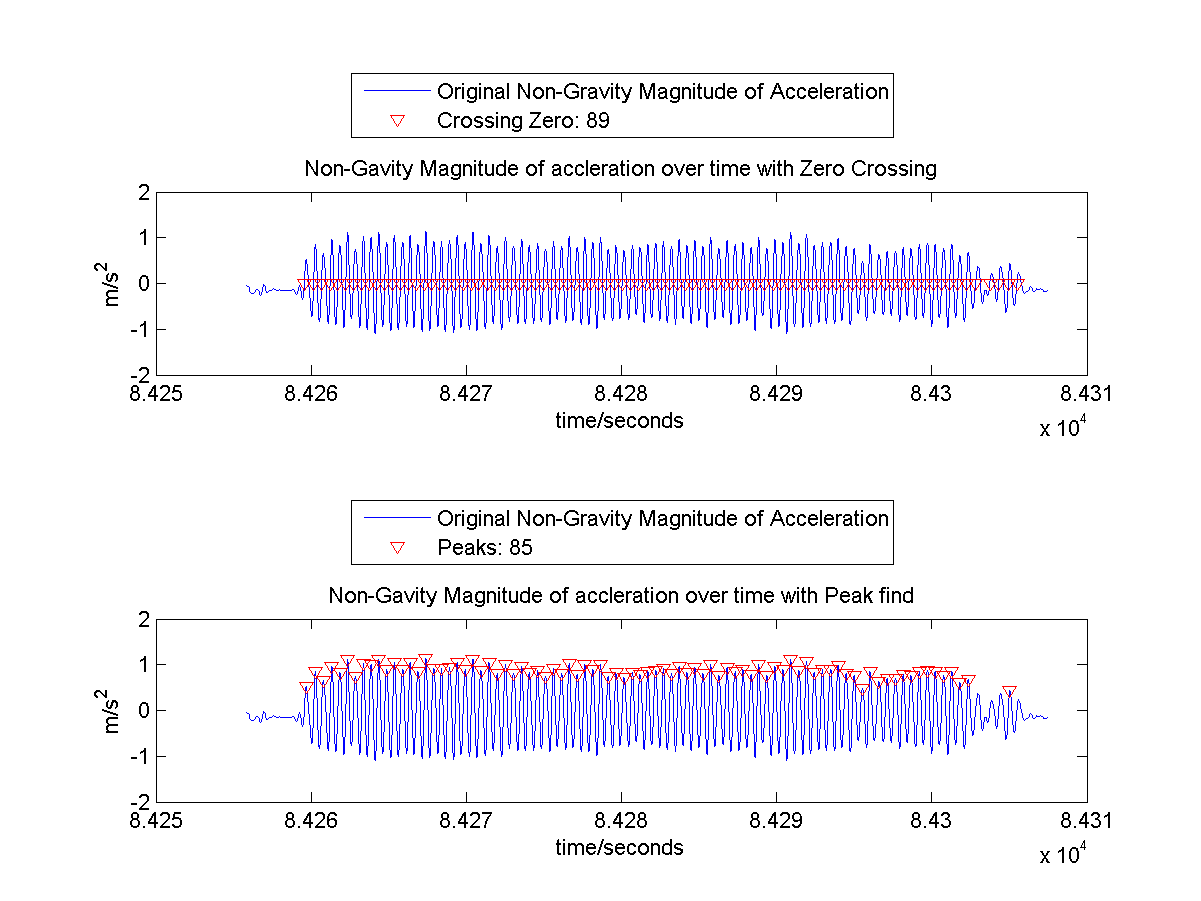 Original Non-Gravity Magnitude of Acceleration
Crossing Zero: 89
Non-Gavity Magnitude of accleration over time with Zero Crossing
2
1
0
-1
-2
m/s²
8.425 8.426 8.427 8.428 8.429 8.43 8.431
time/seconds
x 10⁴
Original Non-Gravity Magnitude of Acceleration
Peaks: 85
Non-Gavity Magnitude of accleration over time with Peak find
2
1
0
-1
-2
m/s²
8.425 8.426 8.427 8.428 8.429 8.43 8.431
time/seconds
x 10⁴